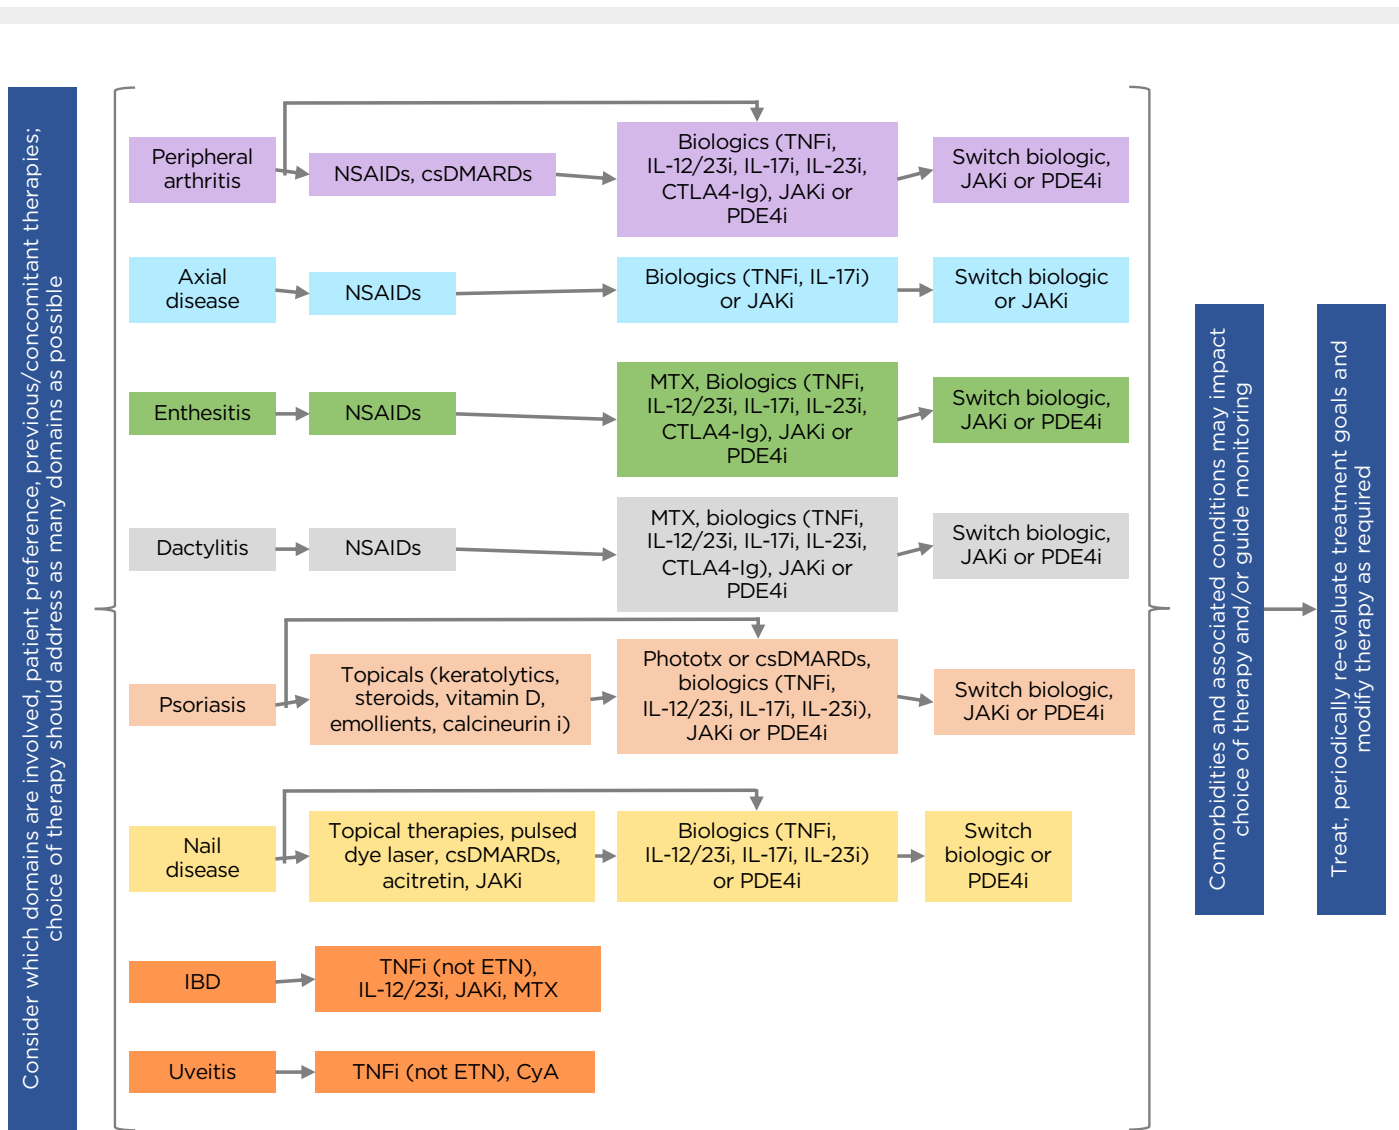 Consider which domains are involved, patient preference, previous/concomitant therapies;
choice of therapy should address as many domains as possible
Peripheral
arthritis
NSAIDs, csDMARDs
Biologics (TNFi,
IL-12/23i, IL-17i, IL-23i,
CTLA4-Ig), JAKi or
PDE4i
Switch biologic,
JAKi or PDE4i
Axial
disease
NSAIDs
Biologics (TNFi, IL-17i)
or JAKi
Switch biologic
or JAKi
Enthesitis
NSAIDs
MTX, Biologics (TNFi,
IL-12/23i, IL-17i, IL-23i,
CTLA4-Ig), JAKi or
PDE4i
Switch biologic,
JAKi or PDE4i
Dactylitis
NSAIDs
MTX, biologics (TNFi,
IL-12/23i, IL-17i, IL-23i,
CTLA4-Ig), JAKi or
PDE4i
Switch biologic,
JAKi or PDE4i
Psoriasis
Topicals (keratolytics,
steroids, vitamin D,
emollients, calcineurin i)
Phototx or csDMARDs,
biologics (TNFi,
IL-12/23i, IL-17i, IL-23i),
JAKi or PDE4i
Switch biologic,
JAKi or PDE4i
Nail
disease
Topical therapies, pulsed
dye laser, csDMARDs,
acitretin, JAKi
Biologics (TNFi,
IL-12/23i, IL-17i, IL-23i)
or PDE4i
Switch
biologic or
PDE4i
IBD
TNFi (not ETN),
IL-12/23i, JAKi, MTX
Uveitis
TNFi (not ETN), CyA
Comorbidities and associated conditions may impact
choice of therapy and/or guide monitoring
Treat, periodically re-evaluate treatment goals and
modify therapy as required